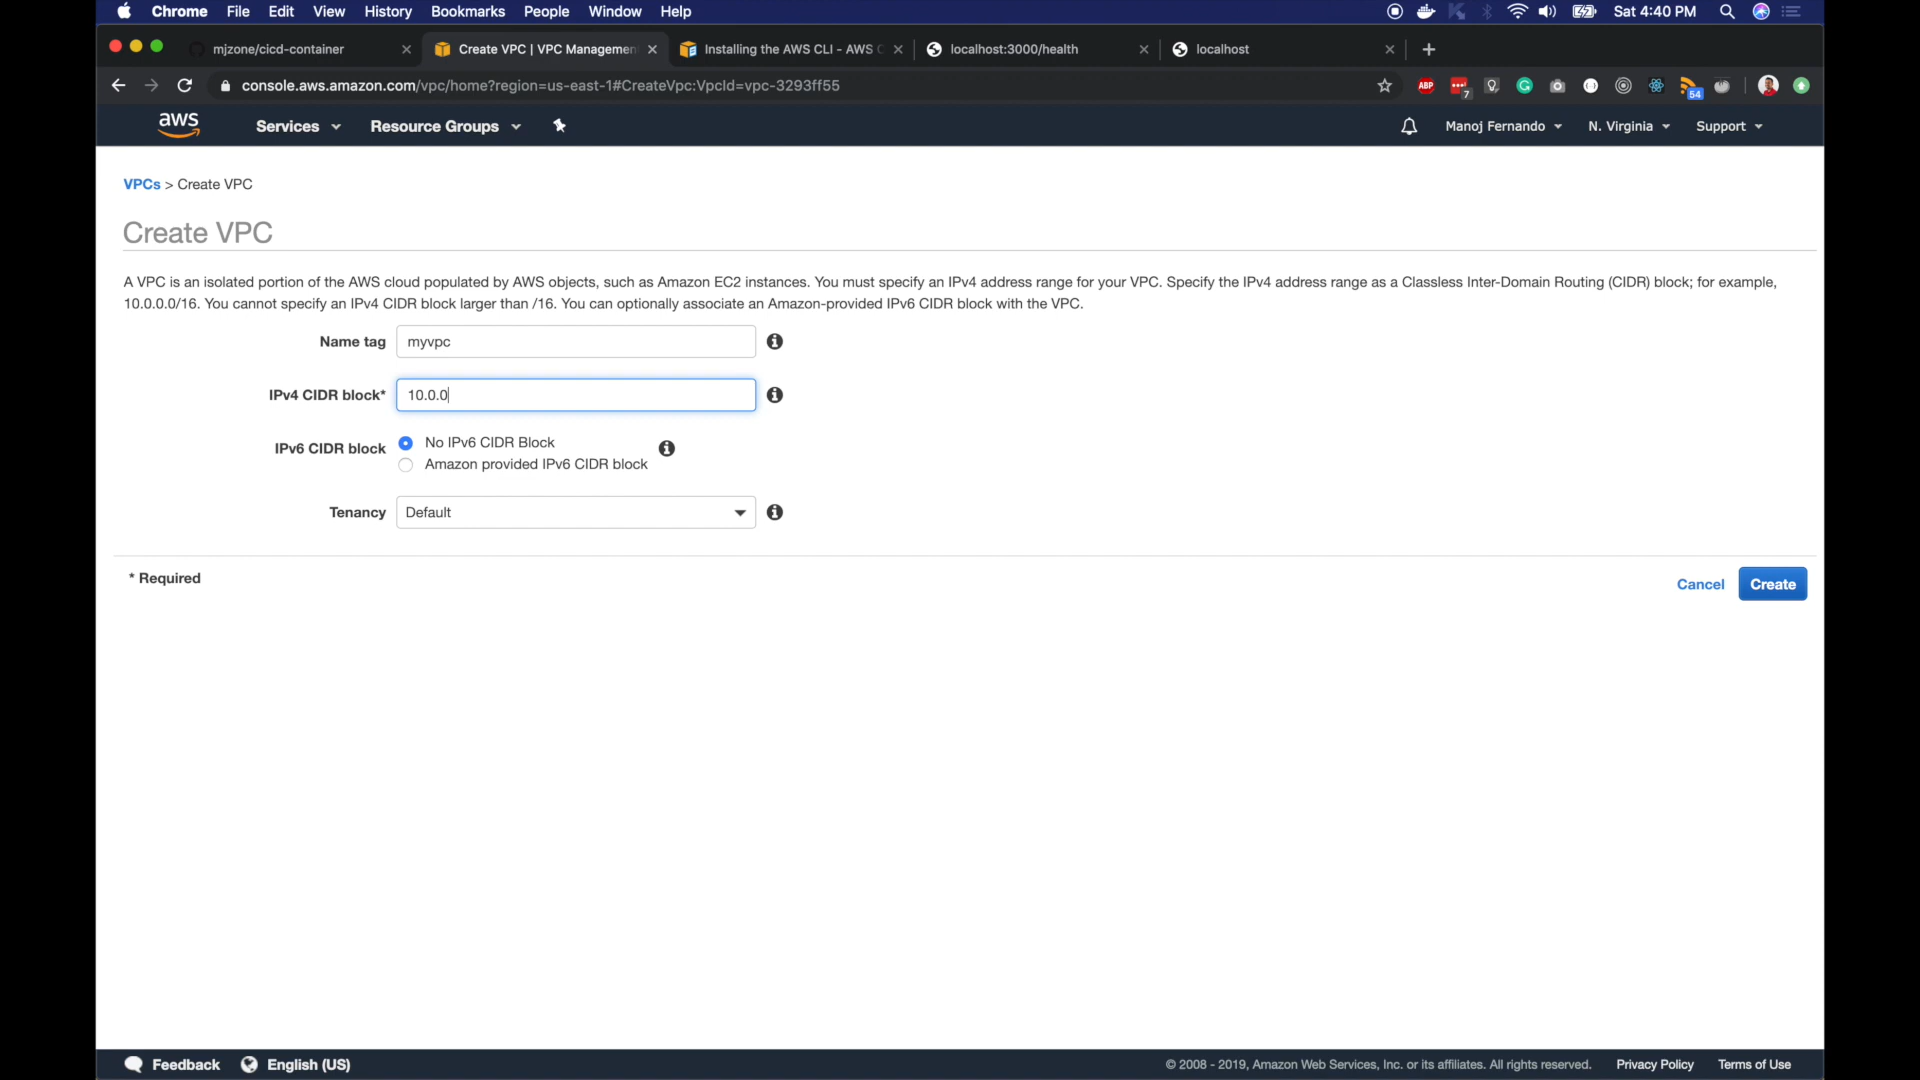 Chrome File Edit View History Bookmarks People Window Help Sat 4:40 PM
mjzone/cicd-container Create VPC | VPC Managemen Installing the AWS CLI - AWS C localhost:3000/health localhost
console.aws.amazon.com/vpc/home?region=us-east-1#CreateVpc:VpcId=vpc-3293ff55 ABP 7 54
aws Services Resource Groups Manoj Fernando N. Virginia Support
VPCs > Create VPC
Create VPC
A VPC is an isolated portion of the AWS cloud populated by AWS objects, such as Amazon EC2 instances. You must specify an IPv4 address range for your VPC. Specify the IPv4 address range as a Classless Inter-Domain Routing (CIDR) block; for example,
10.0.0.0/16. You cannot specify an IPv4 CIDR block larger than /16. You can optionally associate an Amazon-provided IPv6 CIDR block with the VPC.
Name tag myvpc
IPv4 CIDR block* 10.0.0
IPv6 CIDR block No IPv6 CIDR Block
Amazon provided IPv6 CIDR block
Tenancy Default
* Required
Cancel Create
Feedback English (US) © 2008 - 2019, Amazon Web Services, Inc. or its affiliates. All rights reserved. Privacy Policy Terms of Use